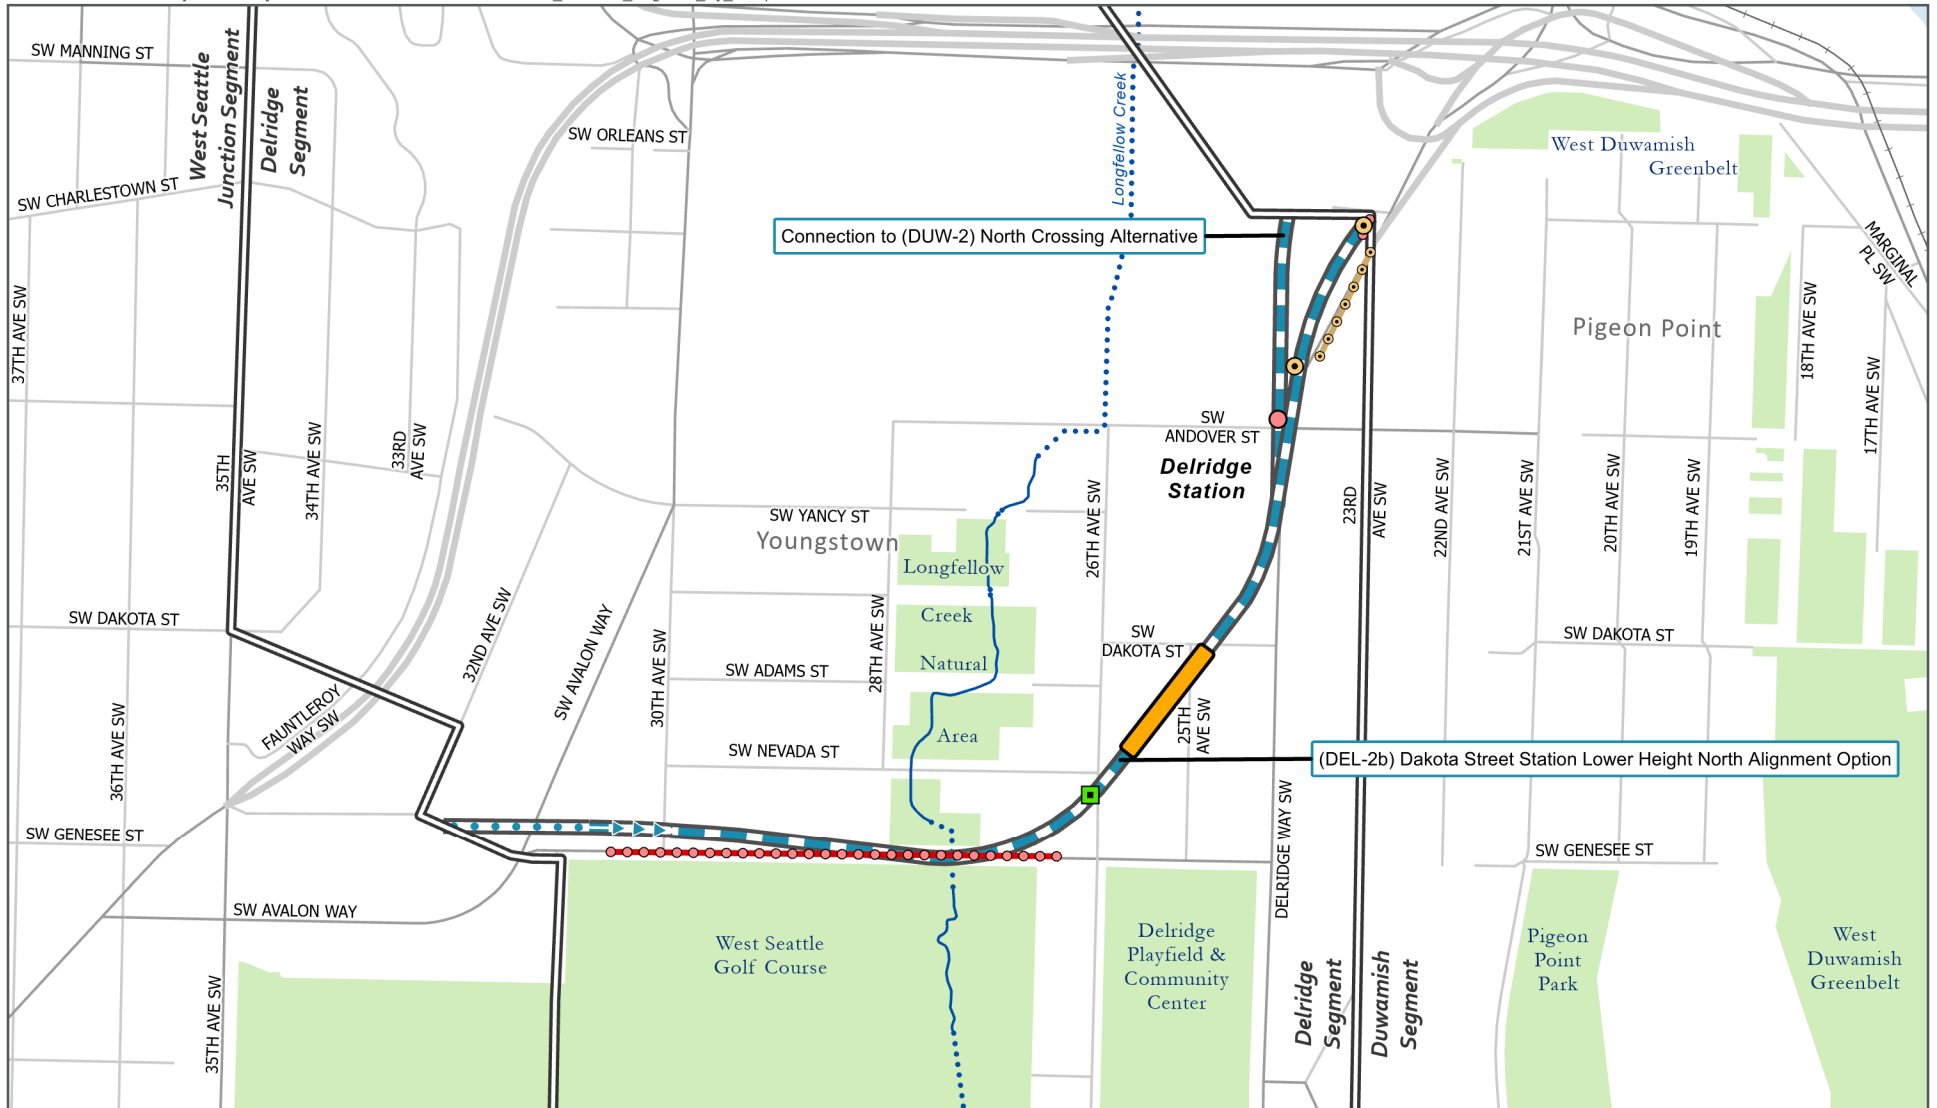 SW MANNING ST
West Seattle
Junction Segment
Delridge
Segment
SW ORLEANS ST
Longfellow Creek
West Duwamish
Greenbelt
SW CHARLESTOWN ST
Connection to (DUW-2) North Crossing Alternative
MARGINAL
PL SW
37TH AVE SW
Pigeon Point
18TH AVE SW
17TH AVE SW
35TH
AVE SW
34TH AVE SW
33RD
AVE SW
SW
ANDOVER ST
Delridge
Station
26TH AVE SW
23RD
AVE SW
22ND AVE SW
21ST AVE SW
20TH AVE SW
19TH AVE SW
SW YANCY ST
Youngstown
Longfellow
Creek
Natural
Area
SW DAKOTA ST
32ND AVE SW
SW AVALON WAY
30TH AVE SW
28TH AVE SW
SW ADAMS ST
SW
DAKOTA ST
SW DAKOTA ST
FAUNTLEROY
WAY SW
36TH AVE SW
SW NEVADA ST
25TH
AVE SW
(DEL-2b) Dakota Street Station Lower Height North Alignment Option
SW GENESEE ST
DELRIDGE WAY SW
SW GENESEE ST
SW AVALON WAY
35TH AVE SW
West Seattle
Golf Course
Delridge
Playfield &
Community
Center
Delridge
Segment
Duwamish
Segment
Pigeon
Point
Park
West
Duwamish
Greenbelt